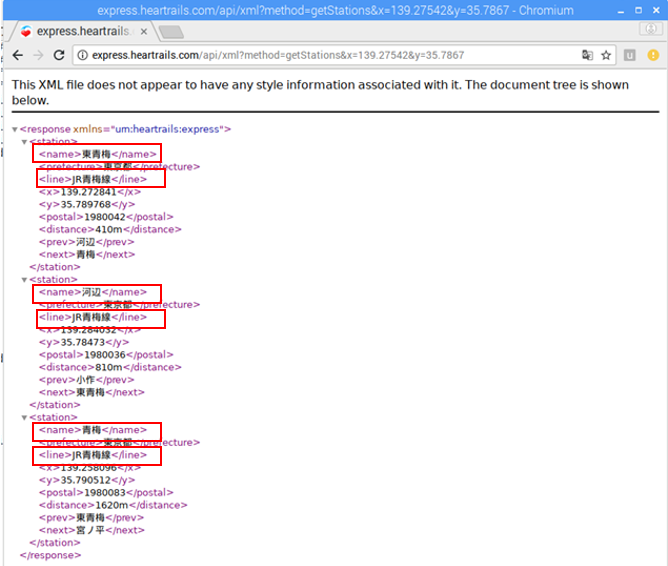 express.heartrails.com/api/xml?method=getStations&x=139.27542&y=35.7867 - Chromium
express.heartrails.c
express.heartrails.com/api/xml?method=getStations&x=139.27542&y=35.7867
This XML file does not appear to have any style information associated with it. The document tree is shown
below.
<response xmlns="um:heartrails:express">
<station>
<name>東青梅</name>
<prefecture>東京都</prefecture>
<line>JR青梅線</line>
<x>139.272841</x>
<y>35.789768</y>
<postal>1980042</postal>
<distance>410m</distance>
<prev>河辺</prev>
<next>青梅</next>
</station>
<station>
<name>河辺</name>
<prefecture>東京都</prefecture>
<line>JR青梅線</line>
<x>139.284032</x>
<y>35.78473</y>
<postal>1980036</postal>
<distance>810m</distance>
<prev>小作</prev>
<next>東青梅</next>
</station>
<station>
<name>青梅</name>
<prefecture>東京都</prefecture>
<line>JR青梅線</line>
<x>139.258096</x>
<y>35.790512</y>
<postal>1980083</postal>
<distance>1620m</distance>
<prev>東青梅</prev>
<next>宮ノ平</next>
</station>
</response>